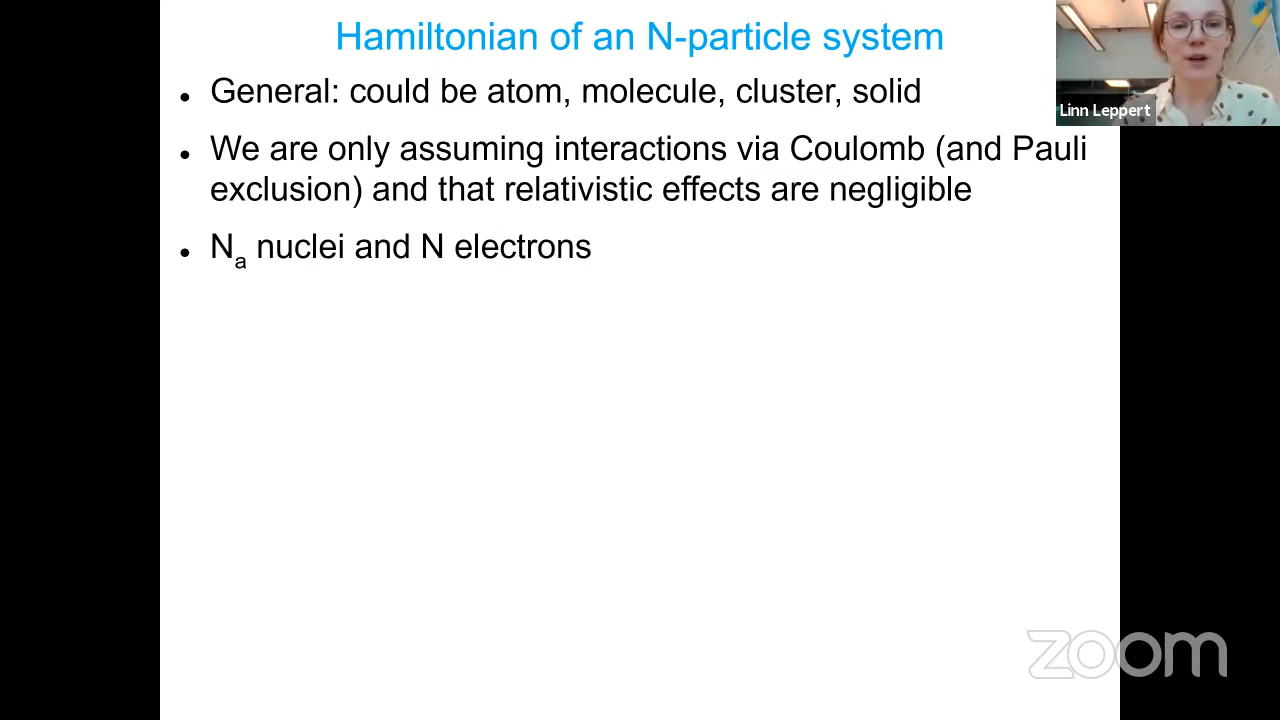 Hamiltonian of an N-particle system
• General: could be atom, molecule, cluster, solid
Linn Leppert
• We are only assuming interactions via Coulomb (and Pauli
exclusion) and that relativistic effects are negligible
• Nₐ nuclei and N electrons
zoom